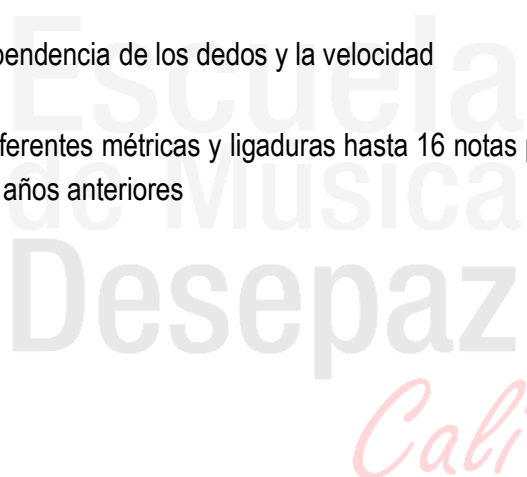 pendencia de los dedos y la velocidad
Escuela
ferentes métricas y ligaduras hasta 16 notas p
de Musica
años anteriores
Desepaz
Cali